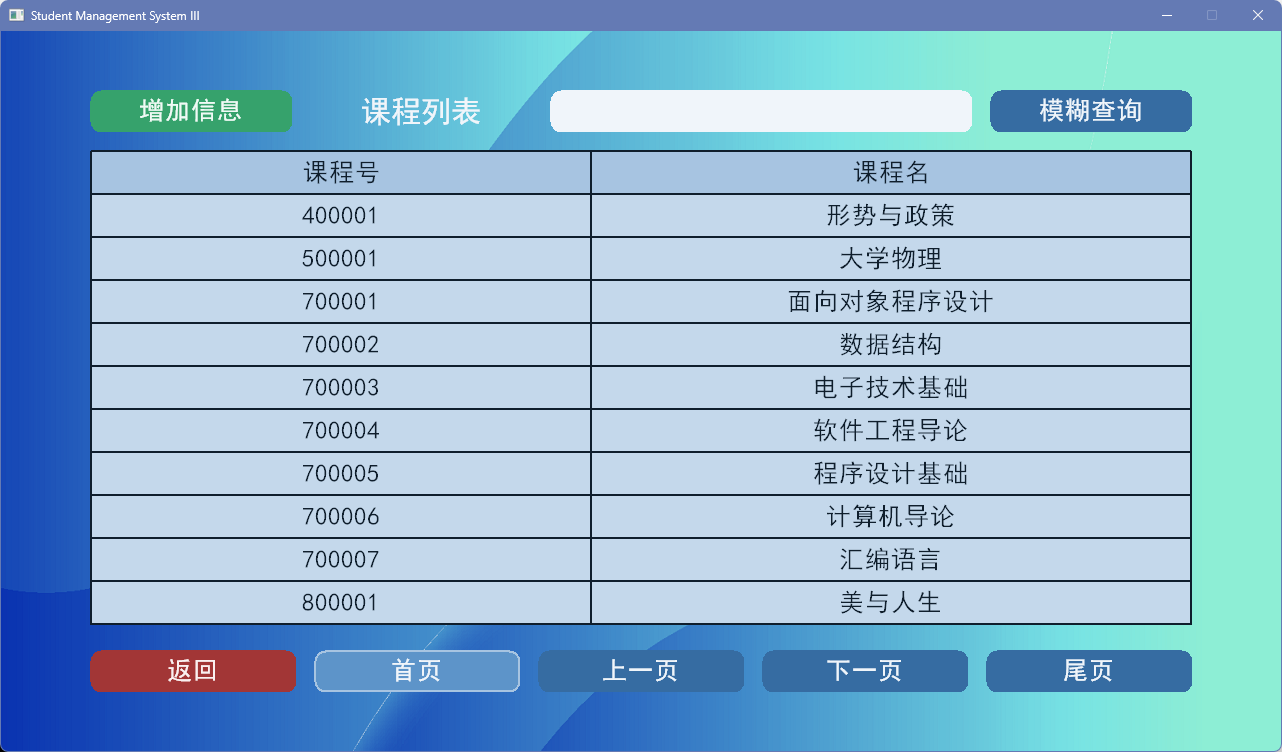 Student Management System III
增加信息 课程列表 模糊查询
课程号 课程名
400001 形势与政策
500001 大学物理
700001 面向对象程序设计
700002 数据结构
700003 电子技术基础
700004 软件工程导论
700005 程序设计基础
700006 计算机导论
700007 汇编语言
800001 美与人生
返回 首页 上一页 下一页 尾页